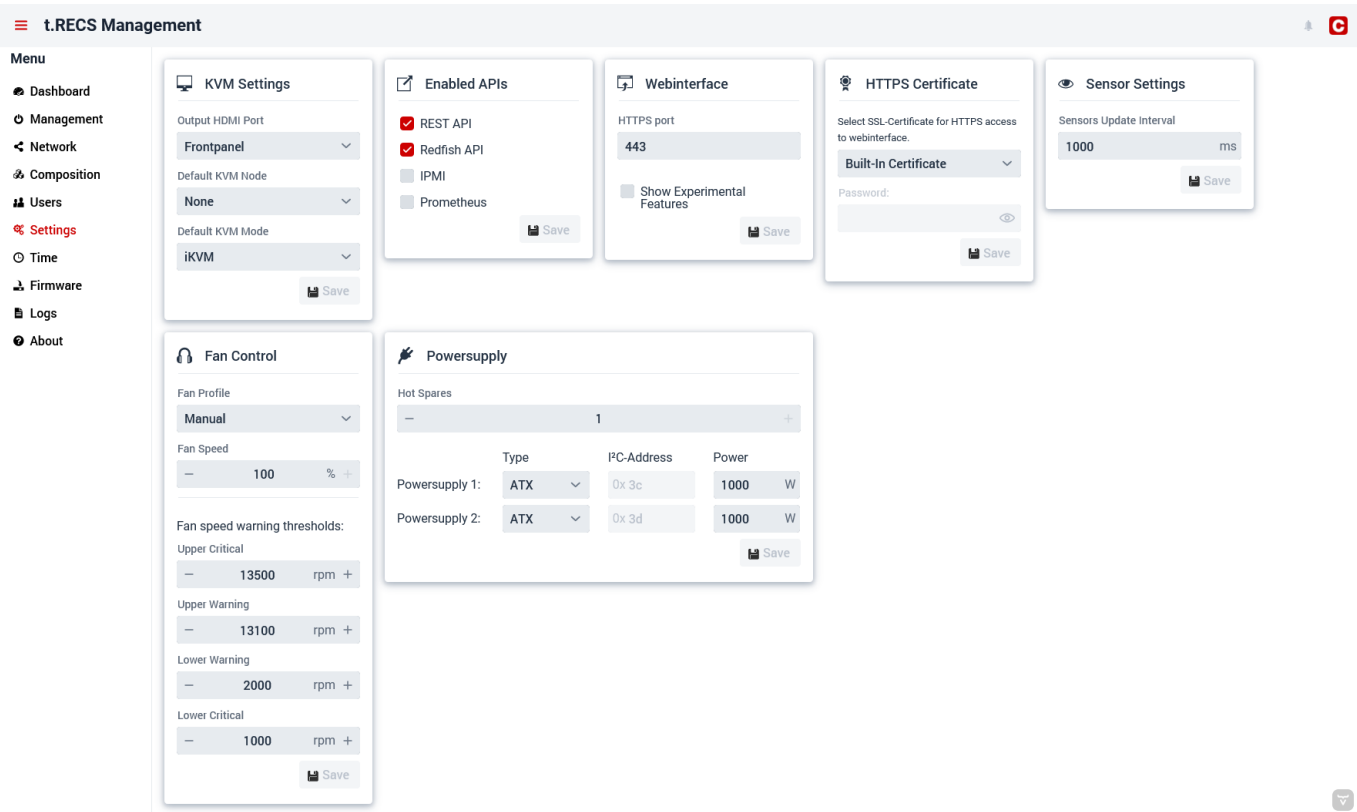 t.RECS Management
C
Menu
Dashboard
Management
Network
Composition
Users
Settings
Time
Firmware
Logs
About
KVM Settings
Output HDMI Port
Frontpanel
Default KVM Node
None
Default KVM Mode
iKVM
Save
Enabled APIs
REST API
Redfish API
IPMI
Prometheus
Save
Webinterface
HTTPS port
443
Show Experimental
Features
Save
HTTPS Certificate
Select SSL-Certificate for HTTPS access
to webinterface.
Built-In Certificate
Password:
Save
Sensor Settings
Sensors Update Interval
1000 ms
Save
Fan Control
Fan Profile
Manual
Fan Speed
− 100 % +
Fan speed warning thresholds:
Upper Critical
− 13500 rpm +
Upper Warning
− 13100 rpm +
Lower Warning
− 2000 rpm +
Lower Critical
− 1000 rpm +
Save
Powersupply
Hot Spares
− 1 +
Type I²C-Address Power
Powersupply 1: ATX 0x 3c 1000 W
Powersupply 2: ATX 0x 3d 1000 W
Save